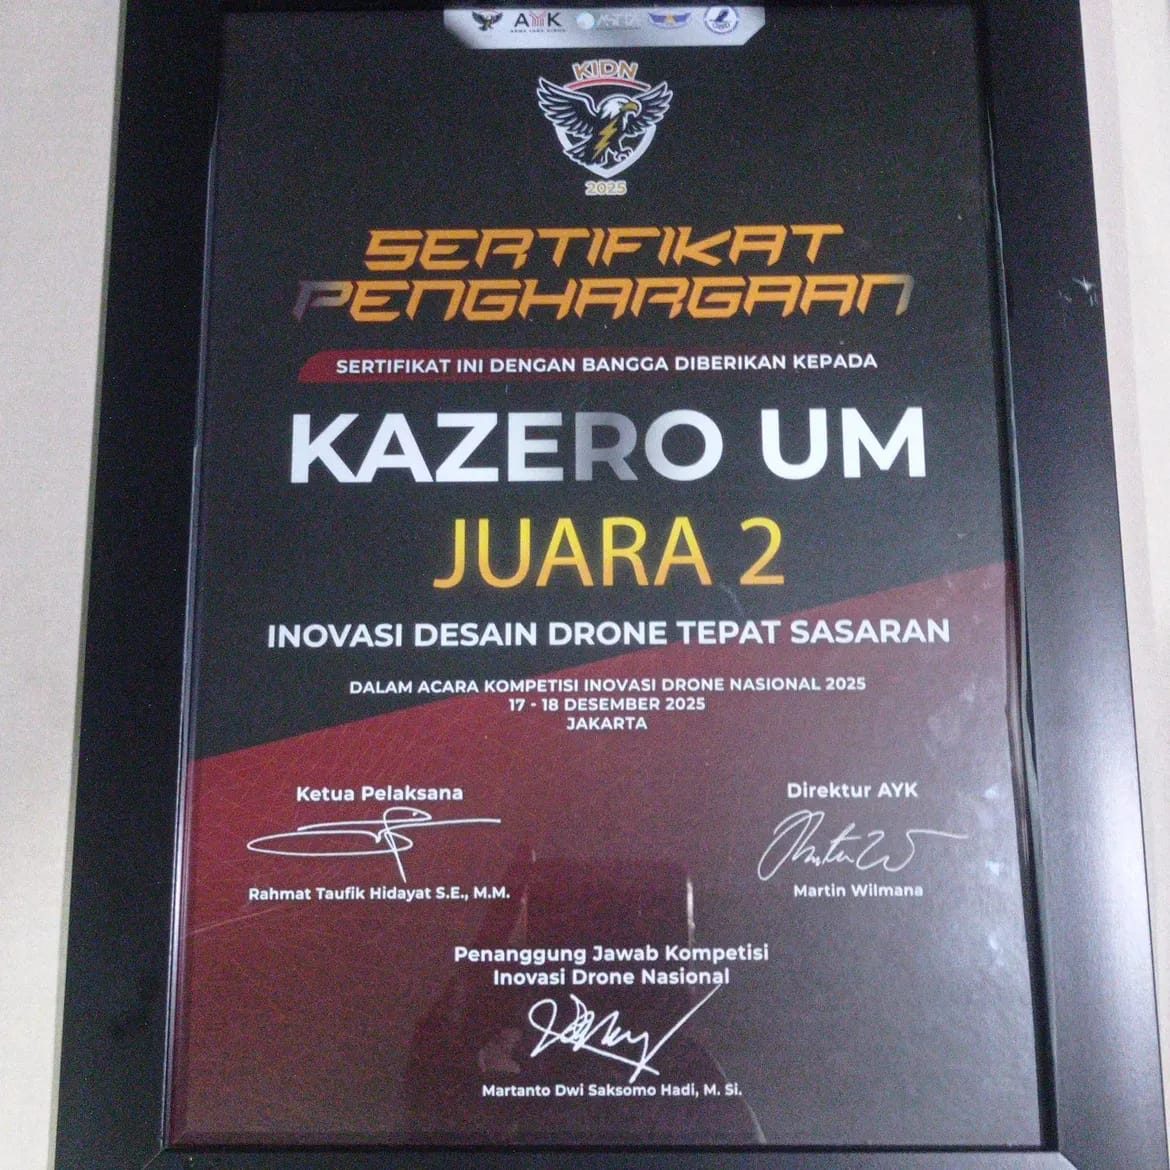 AYK
KIDN
2025
SERTIFIKAT
PENGHARGAAN
SERTIFIKAT INI DENGAN BANGGA DIBERIKAN KEPADA
KAZERO UM
JUARA 2
INOVASI DESAIN DRONE TEPAT SASARAN
DALAM ACARA KOMPETISI INOVASI DRONE NASIONAL 2025
17 - 18 DESEMBER 2025
JAKARTA
Ketua Pelaksana
Direktur AYK
Rahmat Taufik Hidayat S.E., M.M.
Martin Wilmana
Penanggung Jawab Kompetisi
Inovasi Drone Nasional
Martanto Dwi Saksomo Hadi, M. Si.